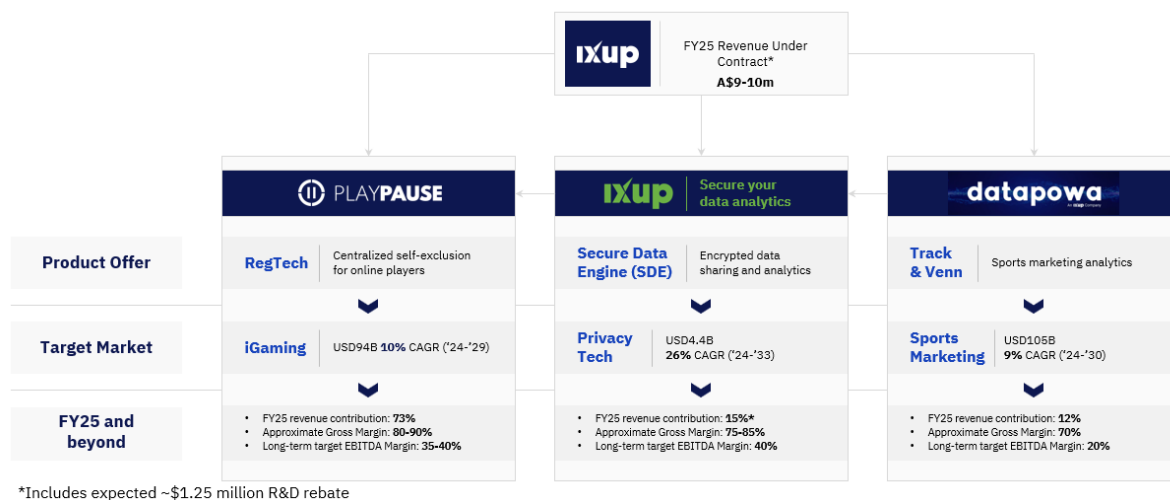 ıxup
FY25 Revenue Under
Contract*
A$9-10m
PLAYPAUSE
ıxup
Secure your
data analytics
datapowa
An ıxup Company
Product Offer
RegTech
Centralized self-exclusion
for online players
Secure Data
Engine (SDE)
Encrypted data
sharing and analytics
Track
& Venn
Sports marketing analytics
Target Market
iGaming
USD94B 10% CAGR (‘24-’29)
Privacy
Tech
USD4.4B
26% CAGR (‘24-’33)
Sports
Marketing
USD105B
9% CAGR (‘24-’30)
FY25 and
beyond
• FY25 revenue contribution: 73%
• Approximate Gross Margin: 80-90%
• Long-term target EBITDA Margin: 35-40%
• FY25 revenue contribution: 15%*
• Approximate Gross Margin: 75-85%
• Long-term target EBITDA Margin: 40%
• FY25 revenue contribution: 12%
• Approximate Gross Margin: 70%
• Long-term target EBITDA Margin: 20%
*Includes expected ~$1.25 million R&D rebate